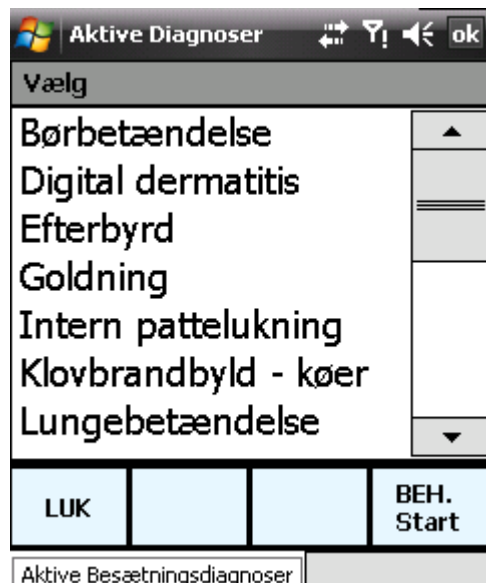 Aktive Diagnoser ok
Vælg
Børbetændelse
Digital dermatitis
Efterbyrd
Goldning
Intern pattelukning
Klovbrandbyld - køer
Lungebetændelse
LUK
BEH.
Start
Aktive Besætningsdiagnoser